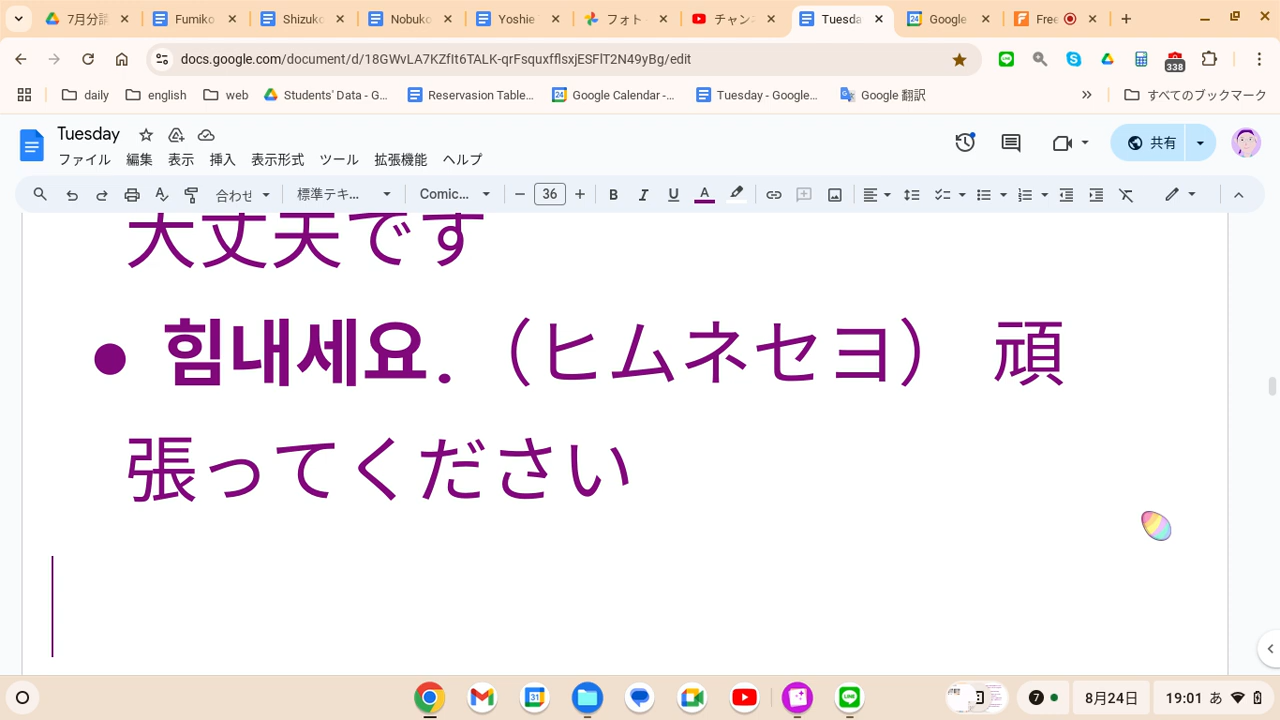 7月分誤
Fumiko
Shizuko
Nobuko
Yoshie
フォト
チャンネ
Tuesda
Google
Free
docs.google.com/document/d/
338
daily
english
web
Students' Data - G...
Reservasion Table...
Google Calendar -...
Tuesday - Google...
Google 翻訳
すべてのブックマーク
Tuesday
ファイル 編集 表示 挿入 表示形式 ツール 拡張機能 ヘルプ
共有
合わせ
標準テキ...
Comic...
36
B I U A
大丈夫です
● 힘내세요.（ヒムネセヨ） 頑
張ってください
7
8月24日
19:01 あ